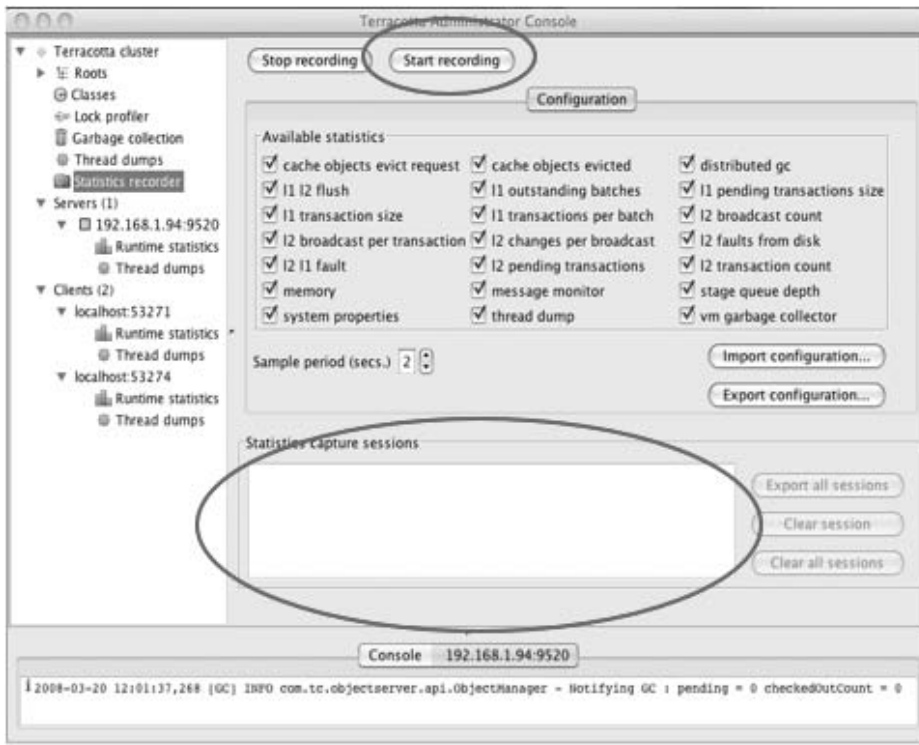 Terracotta Administrator Console
Terracotta cluster
Roots
Classes
Lock profiler
Garbage collection
Thread dumps
Statistics recorder
Servers (1)
192.168.1.94:9520
Runtime statistics
Thread dumps
Clients (2)
localhost:53271
Runtime statistics
Thread dumps
localhost:53274
Runtime statistics
Thread dumps
Stop recording Start recording
Configuration
Available statistics
cache objects evict request cache objects evicted distributed gc
l1 l2 flush l1 outstanding batches l1 pending transactions size
l1 transaction size l1 transactions per batch l2 broadcast count
l2 broadcast per transaction l2 changes per broadcast l2 faults from disk
l2 l1 fault l2 pending transactions l2 transaction count
memory message monitor stage queue depth
system properties thread dump vm garbage collector
Sample period (secs.) 2
Import configuration...
Export configuration...
Statistics capture sessions
Export all sessions
Clear session
Clear all sessions
Console 192.168.1.94:9520
2008-03-20 12:01:37,268 [GC] INFO com.tc.objectserver.api.ObjectManager - Notifying GC : pending = 0 checkedOutCount = 0